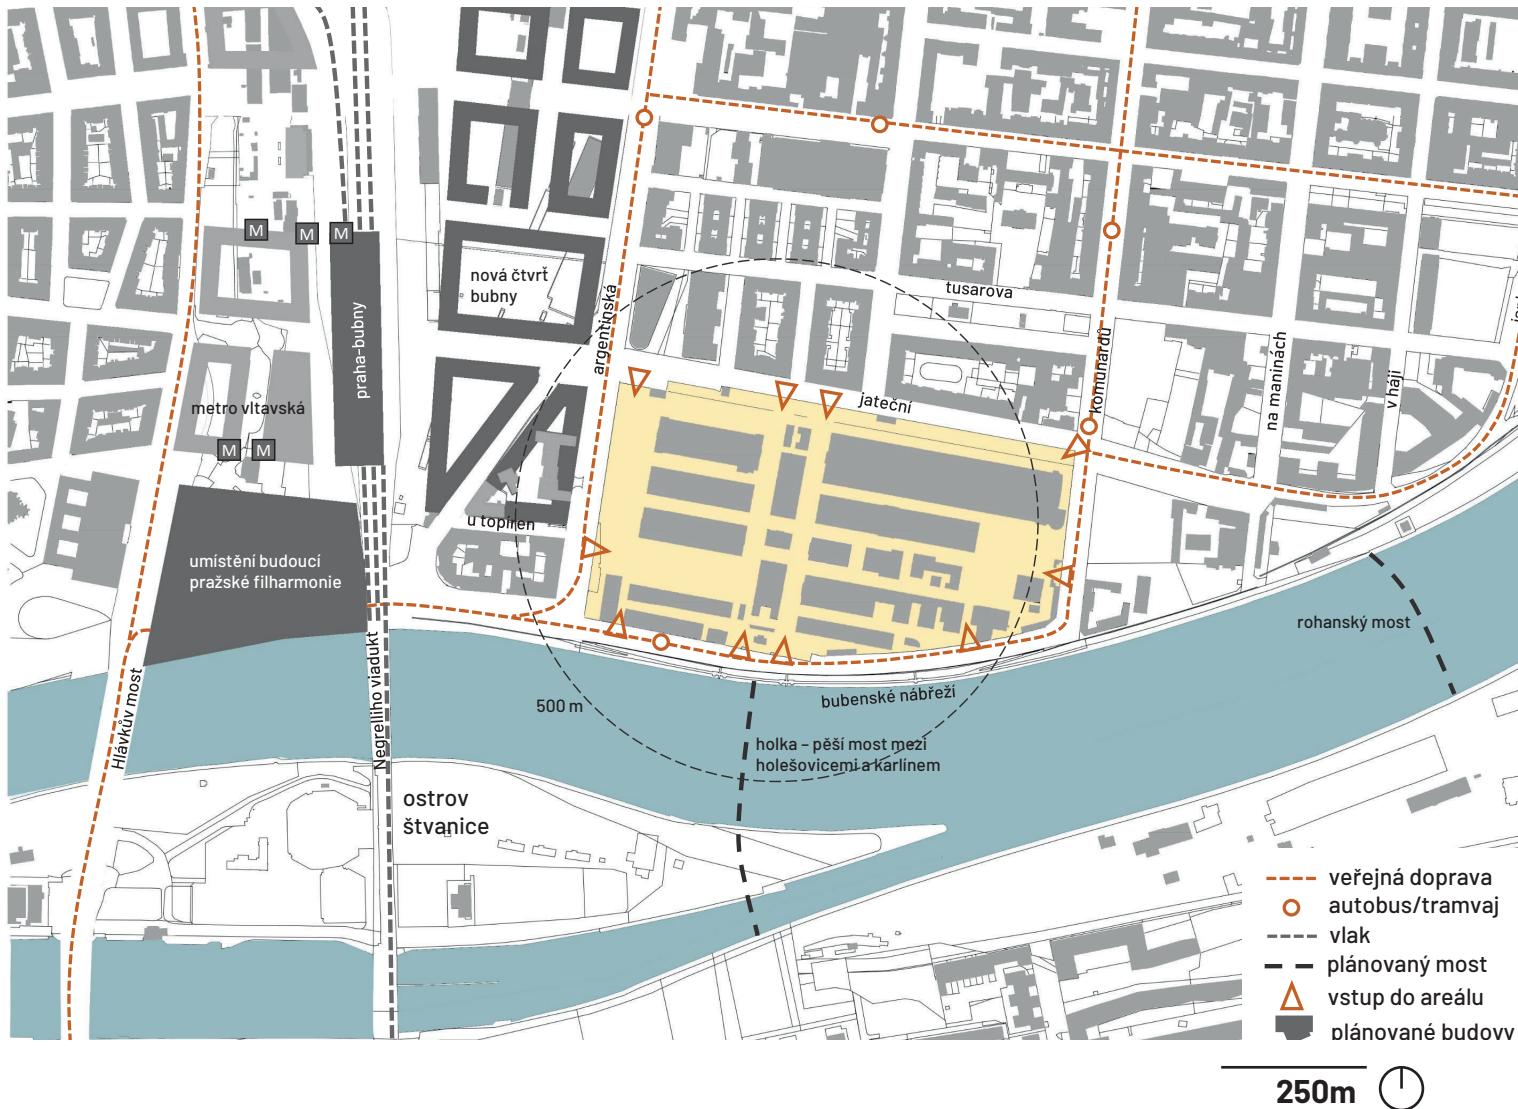 M
M
M
nová čtvrť
bubny
argentinská
tusarova
praha-bubny
komunardů
na maninách
v háji
metro vltavská
jateční
M
M
u topíren
umístění budoucí
pražské filharmonie
rohanský most
Hlávkův most
Negrelliho viadukt
bubenské nábřeží
500 m
holka – pěší most mezi
holešovicemi a karlínem
ostrov
štvanice
veřejná doprava
autobus/tramvaj
vlak
plánovaný most
vstup do areálu
plánované budovy
250m